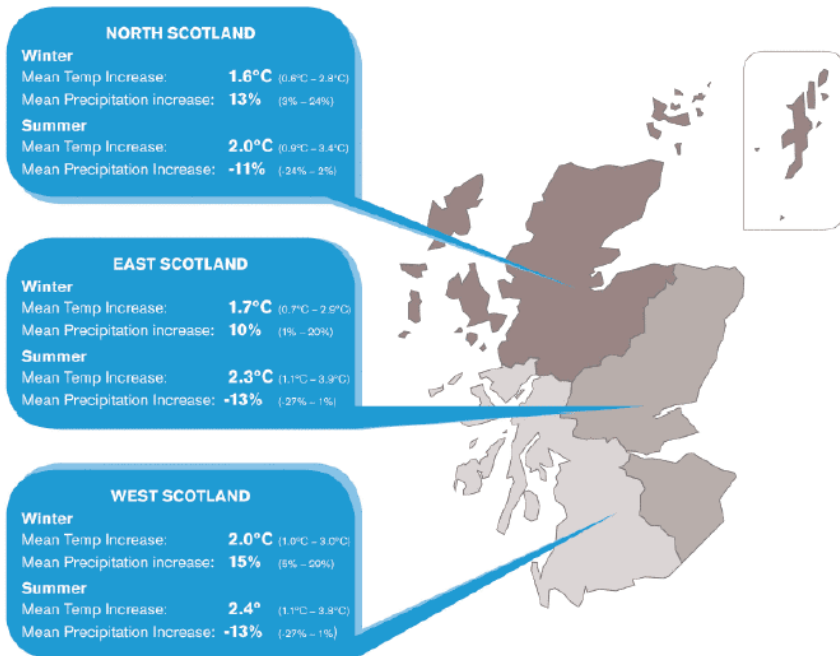 NORTH SCOTLAND
Winter
Mean Temp Increase: 1.6°C (0.6°C – 2.8°C)
Mean Precipitation increase: 13% (3% – 24%)
Summer
Mean Temp Increase: 2.0°C (0.9°C – 3.4°C)
Mean Precipitation Increase: -11% (-24% – 2%)
EAST SCOTLAND
Winter
Mean Temp Increase: 1.7°C (0.7°C – 2.9°C)
Mean Precipitation increase: 10% (1% – 20%)
Summer
Mean Temp Increase: 2.3°C (1.1°C – 3.9°C)
Mean Precipitation Increase: -13% (-27% – 1%)
WEST SCOTLAND
Winter
Mean Temp Increase: 2.0°C (1.0°C – 3.0°C)
Mean Precipitation increase: 15% (5% – 29%)
Summer
Mean Temp Increase: 2.4° (1.1°C – 3.8°C)
Mean Precipitation Increase: -13% (-27% – 1%)